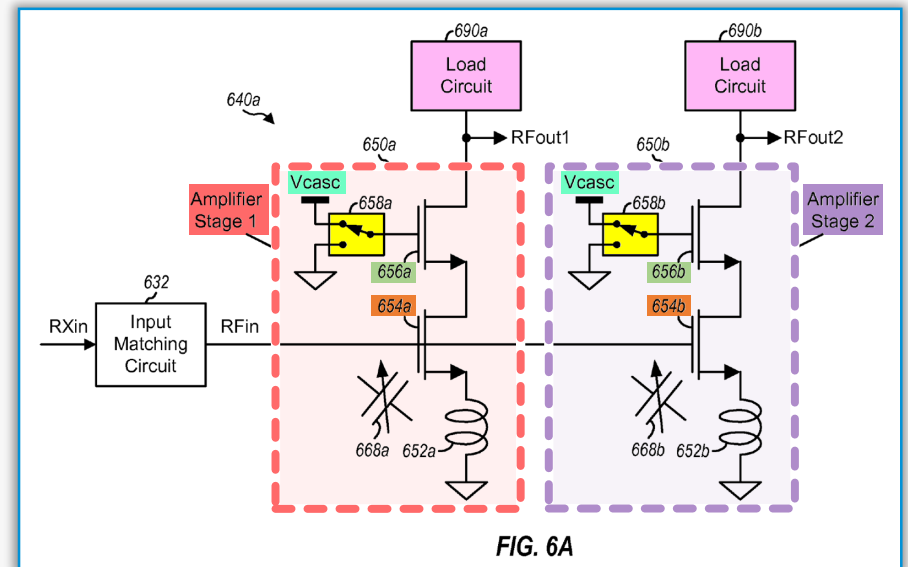 690a
690b
Load
Circuit
Load
Circuit
640a
RFout1
RFout2
650a
650b
Vcasc
Vcasc
Amplifier
Stage 1
658a
658b
Amplifier
Stage 2
656a
656b
632
654a
654b
RXin
Input
Matching
Circuit
RFin
668a
652a
668b
652b
FIG. 6A